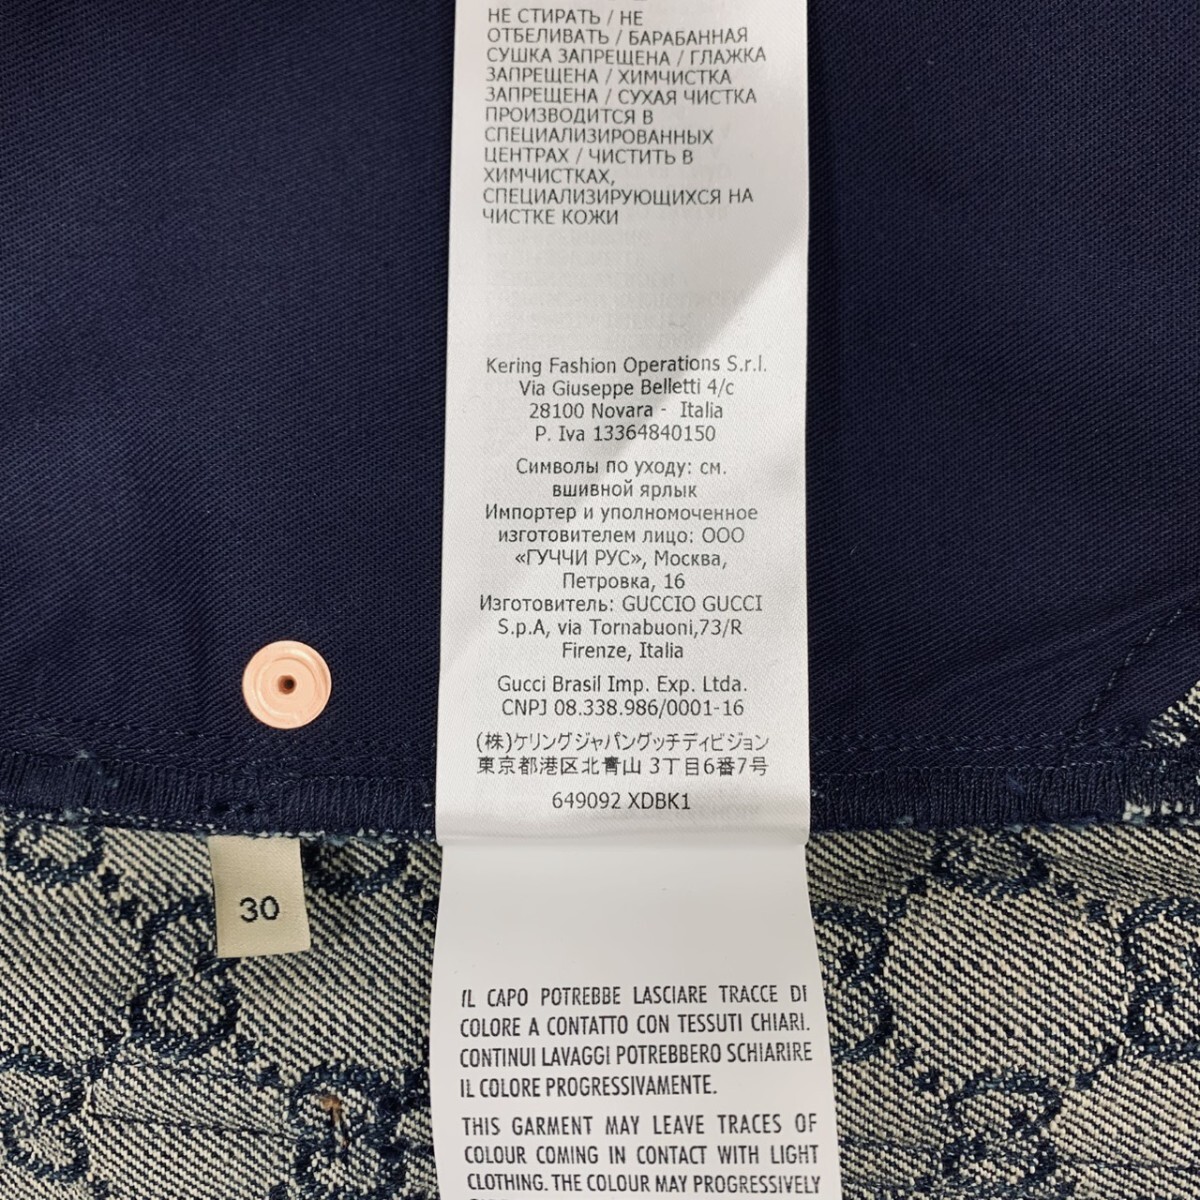 НЕ СТИРАТЬ / НЕ
ОТБЕЛИВАТЬ / БАРАБАННАЯ
СУШКА ЗАПРЕЩЕНА / ГЛАЖКА
ЗАПРЕЩЕНА / ХИМЧИСТКА
ЗАПРЕЩЕНА / СУХАЯ ЧИСТКА
ПРОИЗВОДИТСЯ В
СПЕЦИАЛИЗИРОВАННЫХ
ЦЕНТРАХ / ЧИСТИТЬ В
ХИМЧИСТКАХ,
СПЕЦИАЛИЗИРУЮЩИХСЯ НА
ЧИСТКЕ КОЖИ
Kering Fashion Operations S.r.l.
Via Giuseppe Belletti 4/c
28100 Novara - Italia
P. Iva 13364840150
Символы по уходу: см.
вшивной ярлык
Импортер и уполномоченное
изготовителем лицо: ООО
«ГУЧЧИ РУС», Москва,
Петровка, 16
Изготовитель: GUCCIO GUCCI
S.p.A, via Tornabuoni,73/R
Firenze, Italia
Gucci Brasil Imp. Exp. Ltda.
CNPJ 08.338.986/0001-16
(株)ケリングジャパングッチディビジョン
東京都港区北青山 3丁目6番7号
649092 XDBK1
30
IL CAPO POTREBBE LASCIARE TRACCE DI
COLORE A CONTATTO CON TESSUTI CHIARI.
CONTINUI LAVAGGI POTREBBERO SCHIARIRE
IL COLORE PROGRESSIVAMENTE.
THIS GARMENT MAY LEAVE TRACES OF
COLOUR COMING IN CONTACT WITH LIGHT
CLOTHING. THE COLOUR MAY PROGRESSIVELY